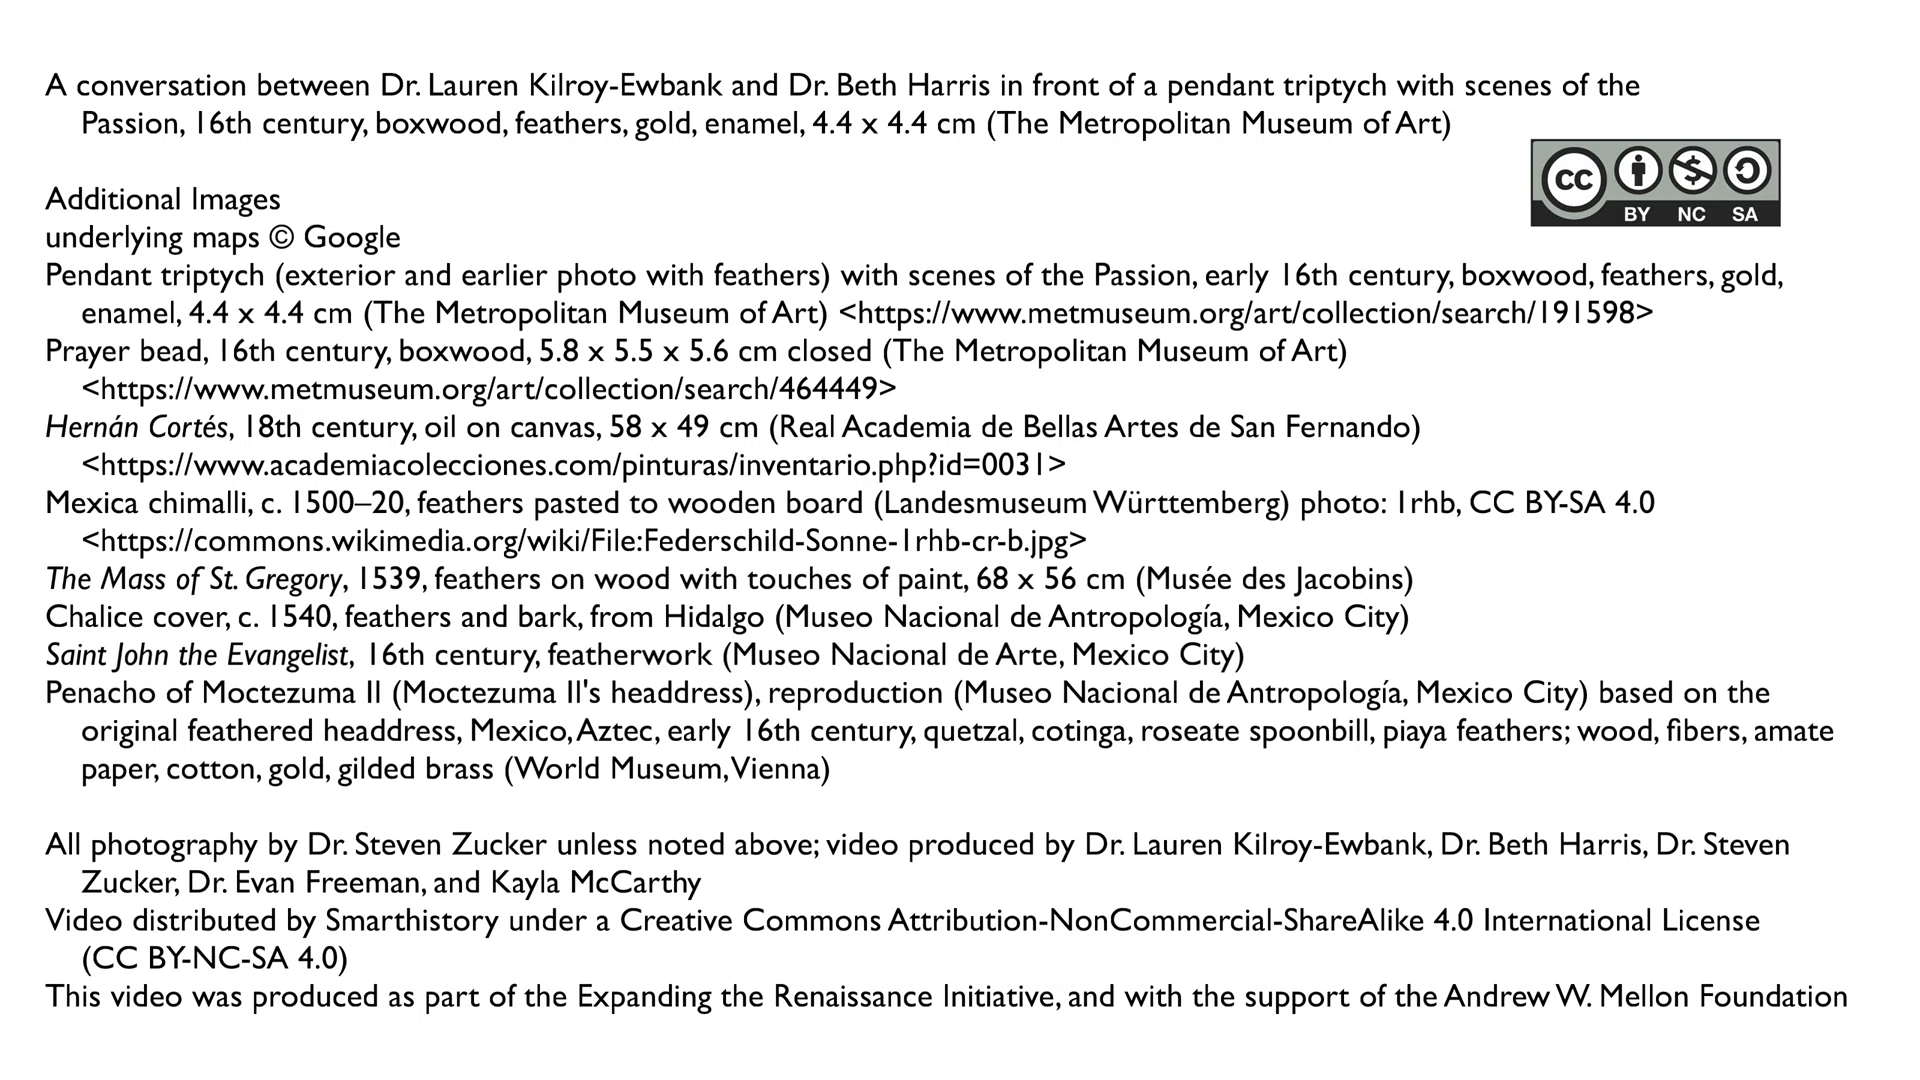 A conversation between Dr. Lauren Kilroy-Ewbank and Dr. Beth Harris in front of a pendant triptych with scenes of the
Passion, 16th century, boxwood, feathers, gold, enamel, 4.4 x 4.4 cm (The Metropolitan Museum of Art)
cc
BY NC SA
Additional Images
underlying maps © Google
Pendant triptych (exterior and earlier photo with feathers) with scenes of the Passion, early 16th century, boxwood, feathers, gold,
enamel, 4.4 x 4.4 cm (The Metropolitan Museum of Art) <https://www.metmuseum.org/art/collection/search/191598>
Prayer bead, 16th century, boxwood, 5.8 x 5.5 x 5.6 cm closed (The Metropolitan Museum of Art)
<https://www.metmuseum.org/art/collection/search/464449>
Hernán Cortés, 18th century, oil on canvas, 58 x 49 cm (Real Academia de Bellas Artes de San Fernando)
<https://www.academiacolecciones.com/pinturas/inventario.php?id=0031>
Mexica chimalli, c. 1500–20, feathers pasted to wooden board (Landesmuseum Württemberg) photo: 1rhb, CC BY-SA 4.0
<https://commons.wikimedia.org/wiki/File:Federschild-Sonne-1rhb-cr-b.jpg>
The Mass of St. Gregory, 1539, feathers on wood with touches of paint, 68 x 56 cm (Musée des Jacobins)
Chalice cover, c. 1540, feathers and bark, from Hidalgo (Museo Nacional de Antropología, Mexico City)
Saint John the Evangelist, 16th century, featherwork (Museo Nacional de Arte, Mexico City)
Penacho of Moctezuma II (Moctezuma II's headdress), reproduction (Museo Nacional de Antropología, Mexico City) based on the
original feathered headdress, Mexico, Aztec, early 16th century, quetzal, cotinga, roseate spoonbill, piaya feathers; wood, fibers, amate
paper, cotton, gold, gilded brass (World Museum, Vienna)
All photography by Dr. Steven Zucker unless noted above; video produced by Dr. Lauren Kilroy-Ewbank, Dr. Beth Harris, Dr. Steven
Zucker, Dr. Evan Freeman, and Kayla McCarthy
Video distributed by Smarthistory under a Creative Commons Attribution-NonCommercial-ShareAlike 4.0 International License
(CC BY-NC-SA 4.0)
This video was produced as part of the Expanding the Renaissance Initiative, and with the support of the Andrew W. Mellon Foundation